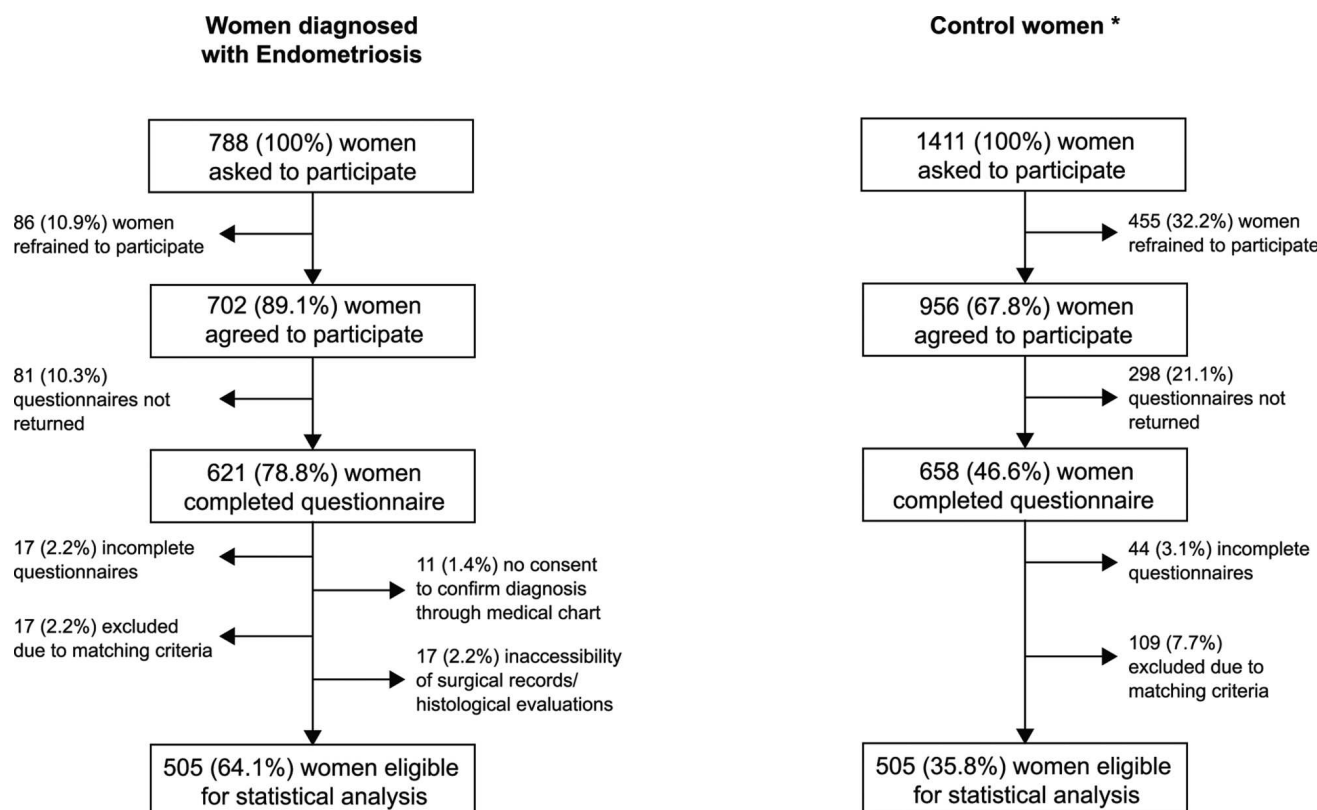 Women diagnosed
with Endometriosis
788 (100%) women
asked to participate
86 (10.9%) women
refrained to participate
702 (89.1%) women
agreed to participate
81 (10.3%)
questionnaires not
returned
621 (78.8%) women
completed questionnaire
17 (2.2%) incomplete
questionnaires
11 (1.4%) no consent
to confirm diagnosis
through medical chart
17 (2.2%) excluded
due to matching criteria
17 (2.2%) inaccessibility
of surgical records/
histological evaluations
505 (64.1%) women eligible
for statistical analysis
Control women *
1411 (100%) women
asked to participate
455 (32.2%) women
refrained to participate
956 (67.8%) women
agreed to participate
298 (21.1%)
questionnaires not
returned
658 (46.6%) women
completed questionnaire
44 (3.1%) incomplete
questionnaires
109 (7.7%)
excluded due to
matching criteria
505 (35.8%) women eligible
for statistical analysis